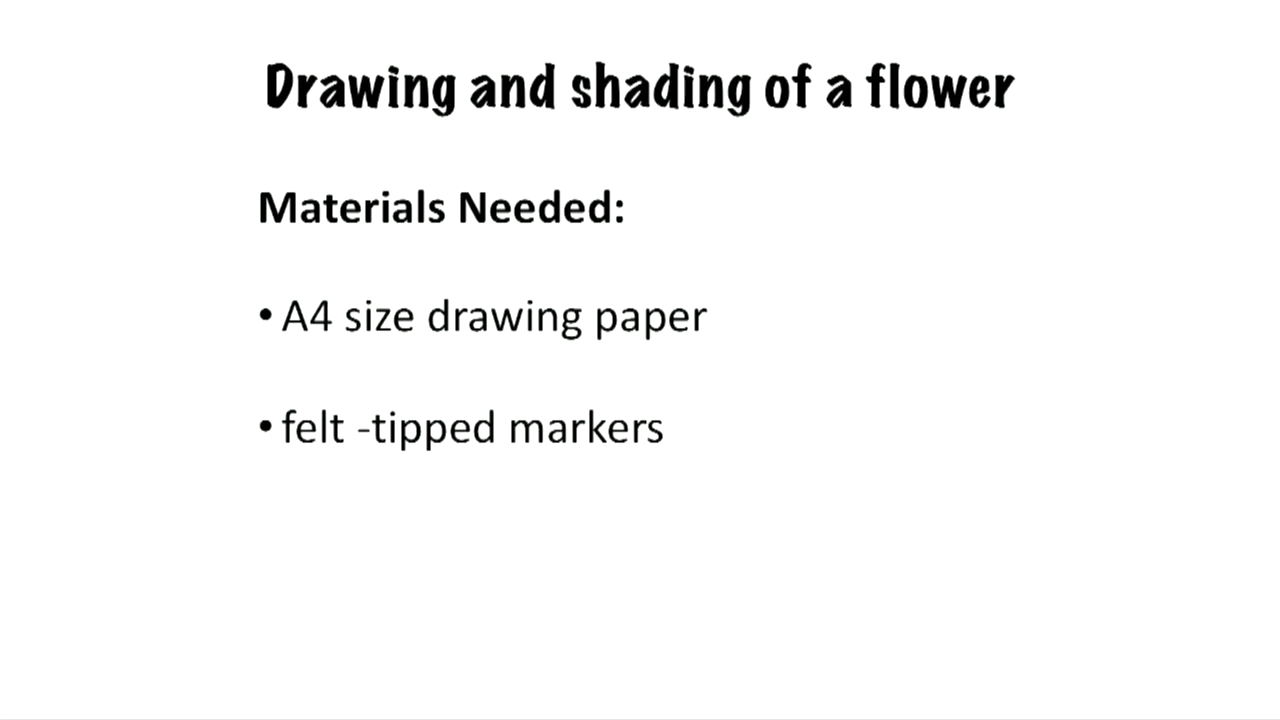 Drawing and shading of a flower
Materials Needed:
• A4 size drawing paper
• felt -tipped markers